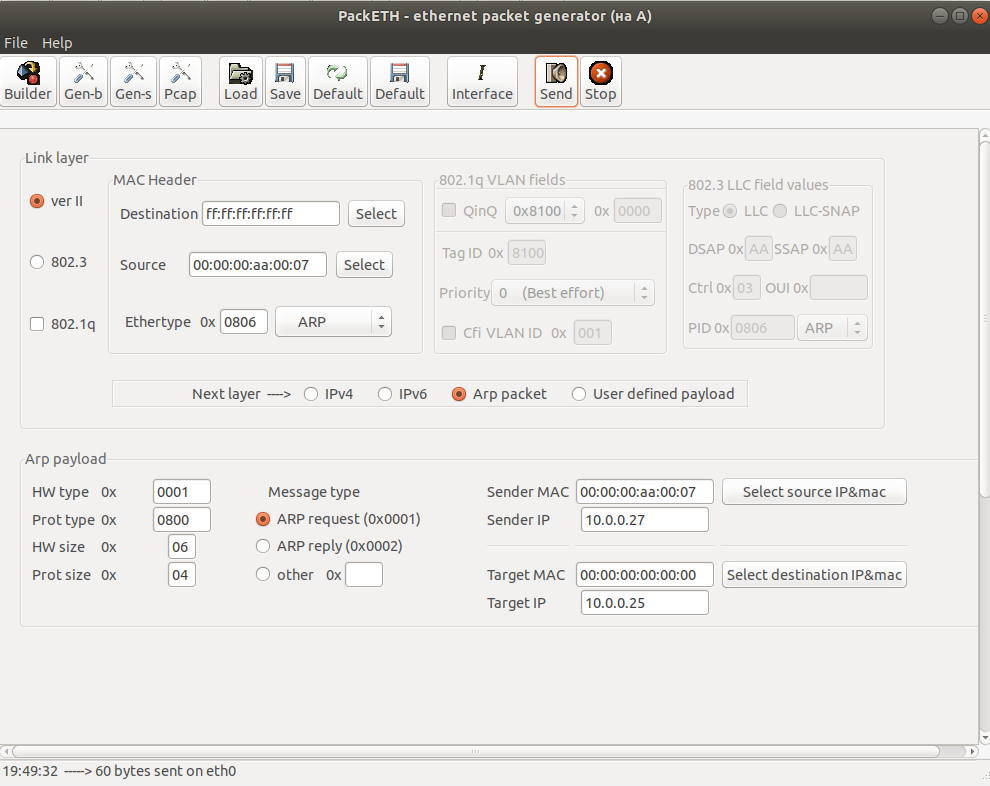 PackETH - ethernet packet generator (на A)
File Help
Builder Gen-b Gen-s Pcap Load Save Default Default Interface Send Stop
Link layer
ver II
802.3
802.1q
MAC Header
Destination ff:ff:ff:ff:ff:ff Select
Source 00:00:00:aa:00:07 Select
Ethertype 0x 0806 ARP
802.1q VLAN fields
QinQ 0x8100 0x 0000
Tag ID 0x 8100
Priority 0 (Best effort)
Cfi VLAN ID 0x 001
802.3 LLC field values
Type LLC LLC-SNAP
DSAP 0x AA SSAP 0x AA
Ctrl 0x 03 OUI 0x
PID 0x 0806 ARP
Next layer ----> IPv4 IPv6 Arp packet User defined payload
Arp payload
HW type 0x 0001
Prot type 0x 0800
HW size 0x 06
Prot size 0x 04
Message type
ARP request (0x0001)
ARP reply (0x0002)
other 0x
Sender MAC 00:00:00:aa:00:07 Select source IP&mac
Sender IP 10.0.0.27
Target MAC 00:00:00:00:00:00 Select destination IP&mac
Target IP 10.0.0.25
19:49:32 -----> 60 bytes sent on eth0